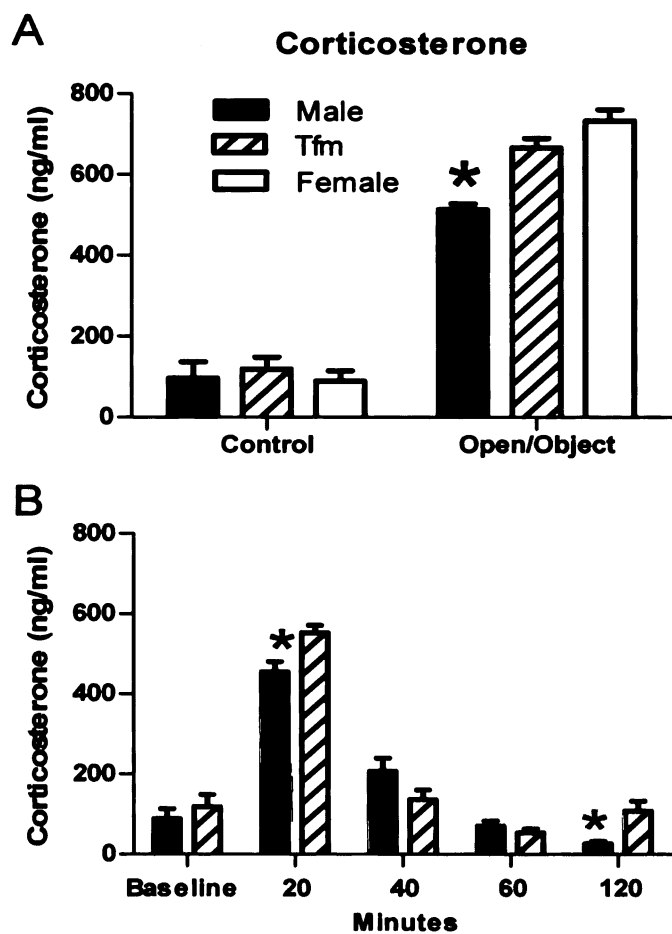 A
Corticosterone
Corticosterone (ng/ml)
800
600
400
200
0
Male
Tfm
Female
*
Control
Open/Object
B
Corticosterone (ng/ml)
800
600
400
200
0
*
*
Baseline 20 40 60 120
Minutes